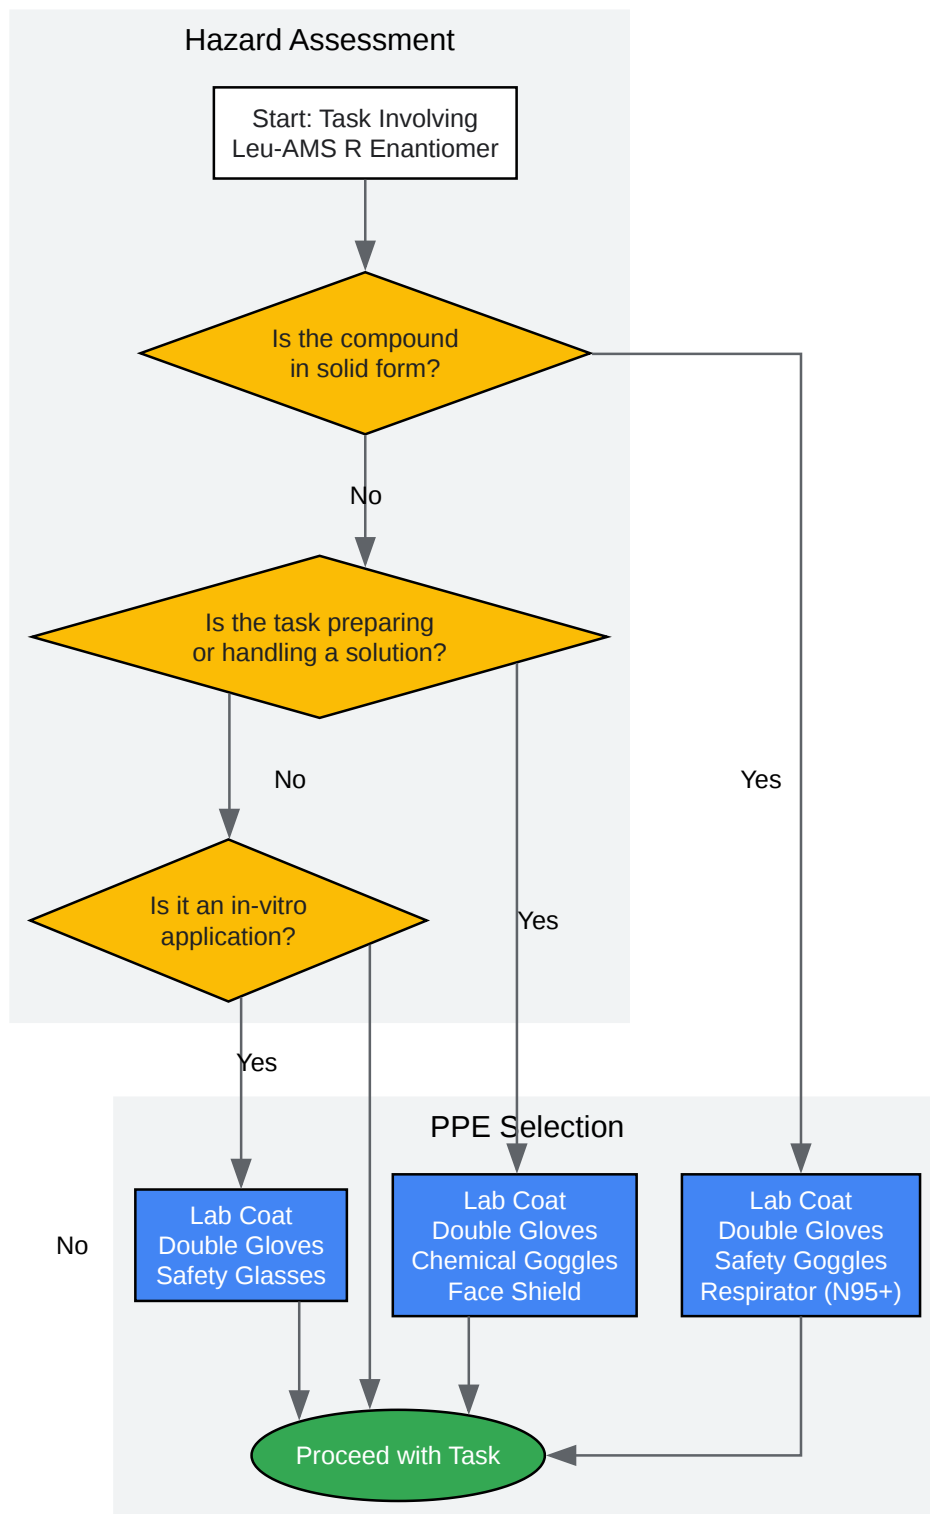 Hazard Assessment
Start: Task Involving
Leu-AMS R Enantiomer
Is the compound
in solid form?
No
Is the task preparing
or handling a solution?
No
Yes
Is it an in-vitro
application?
Yes
Yes
PPE Selection
No
Lab Coat
Double Gloves
Safety Glasses
Lab Coat
Double Gloves
Chemical Goggles
Face Shield
Lab Coat
Double Gloves
Safety Goggles
Respirator (N95+)
Proceed with Task